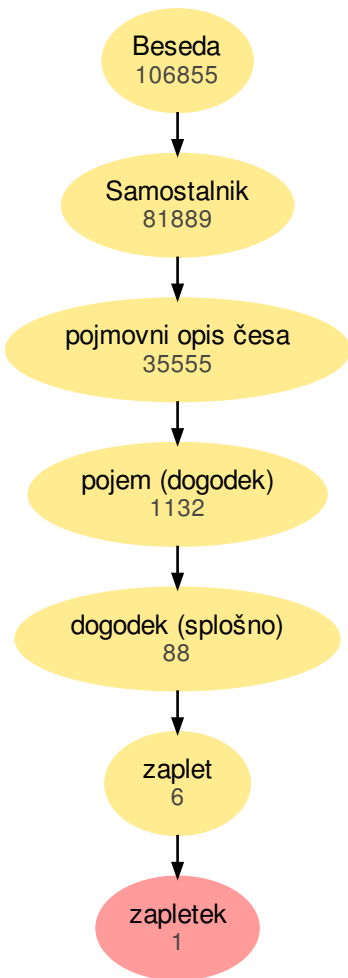 Beseda
106855
Samostalnik
81889
pojmovni opis česa
35555
pojem (dogodek)
1132
dogodek (splošno)
88
zaplet
6
zapletek
1